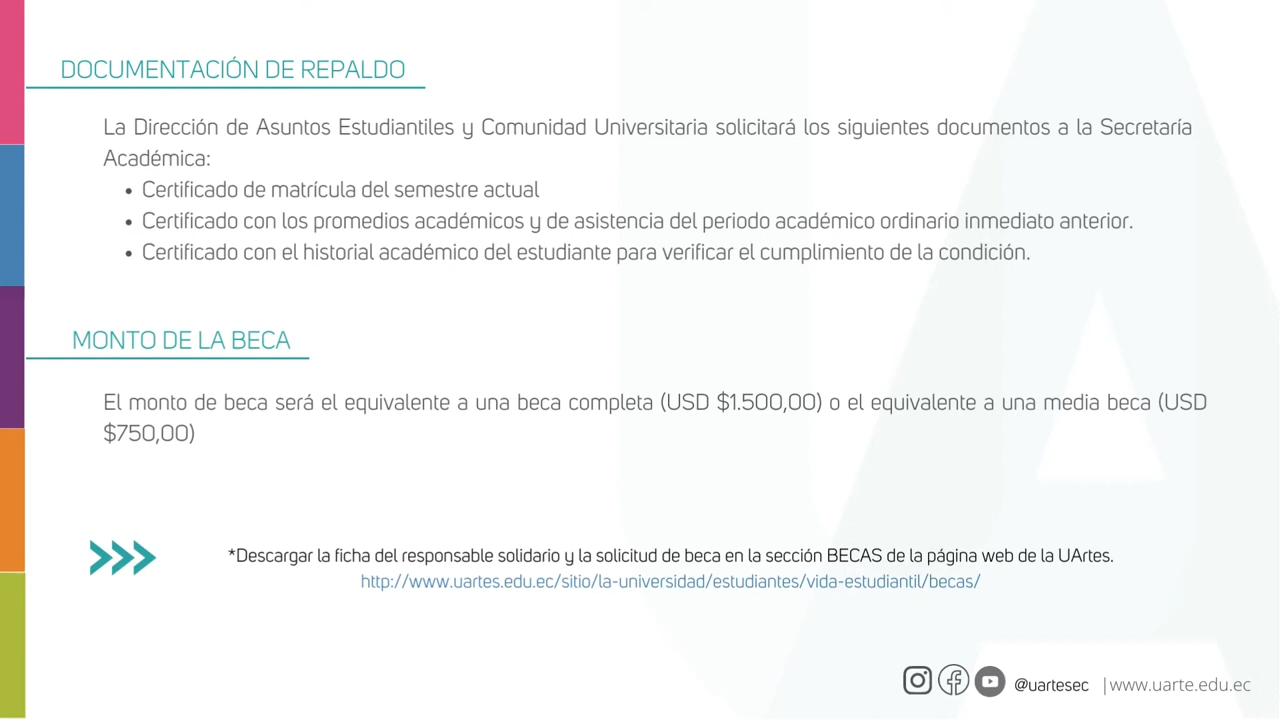 DOCUMENTACIÓN DE REPALDO
La Dirección de Asuntos Estudiantiles y Comunidad Universitaria solicitará los siguientes documentos a la Secretaría
Académica:
• Certificado de matrícula del semestre actual
• Certificado con los promedios académicos y de asistencia del periodo académico ordinario inmediato anterior.
• Certificado con el historial académico del estudiante para verificar el cumplimiento de la condición.
MONTO DE LA BECA
El monto de beca será el equivalente a una beca completa (USD $1.500,00) o el equivalente a una media beca (USD
$750,00)
*Descargar la ficha del responsable solidario y la solicitud de beca en la sección BECAS de la página web de la UArtes.
http://www.uartes.edu.ec/sitio/la-universidad/estudiantes/vida-estudiantil/becas/
@uartesec |www.uarte.edu.ec